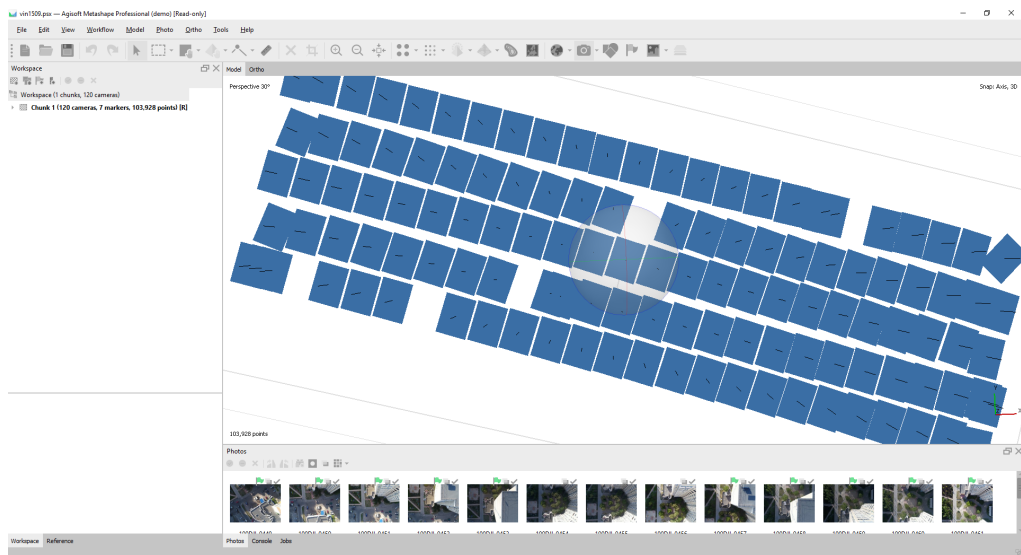 vin1509.psx — Agisoft Metashape Professional (demo) [Read-only]
File Edit View Workflow Model Photo Ortho Tools Help
Workspace
Model Ortho
Perspective 30°
Snap: Axis, 3D
Workspace (1 chunks, 120 cameras)
Chunk 1 (120 cameras, 7 markers, 103,928 points) [R]
X
103,928 points
Photos
Workspace Reference
Photos Console Jobs